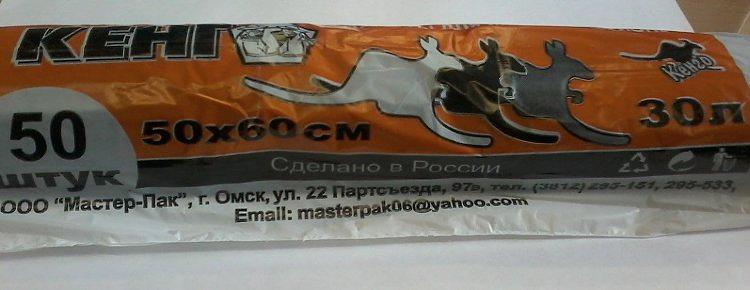 КЕНГ
Кенго
50
штук
50х60см
30л
Сделано в России
ООО "Мастер-Пак", г. Омск, ул. 22 Партсъезда, 97в, тел. (3812) 295-151, 295-533,
Email: masterpak06@yahoo.com